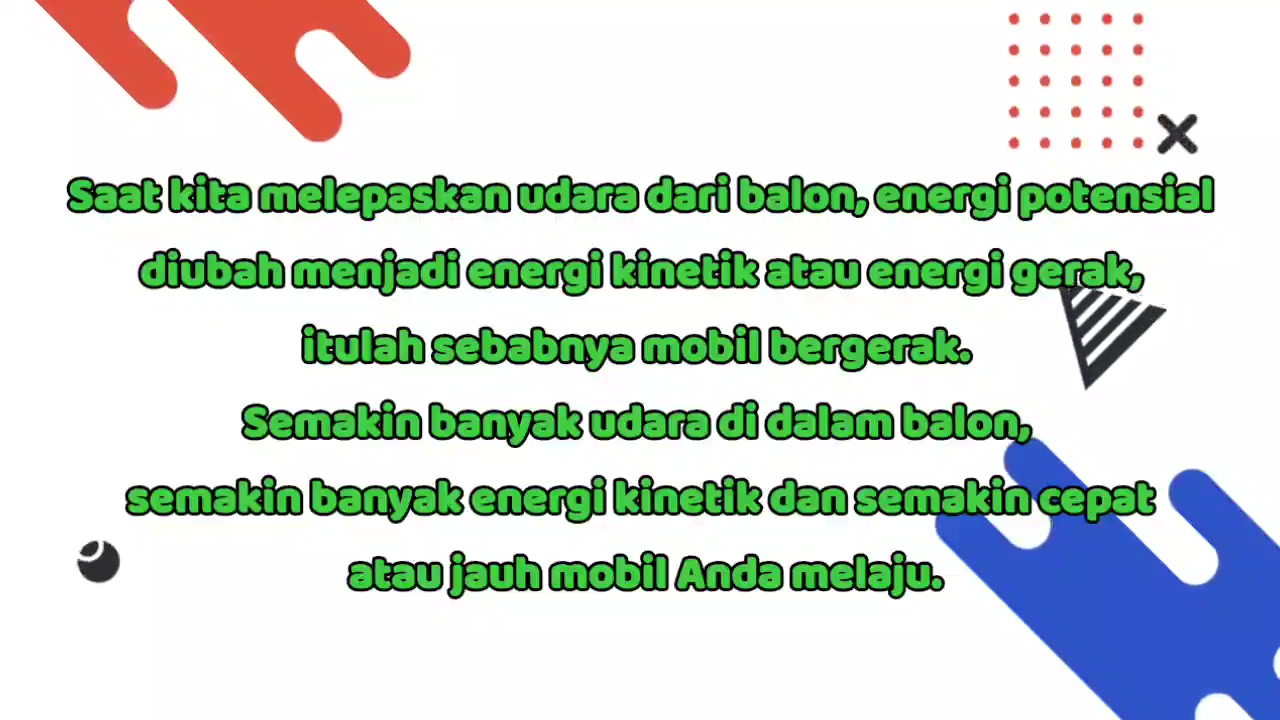 Saat kita melepaskan udara dari balon, energi potensial
diubah menjadi energi kinetik atau energi gerak,
itulah sebabnya mobil bergerak.
Semakin banyak udara di dalam balon,
semakin banyak energi kinetik dan semakin cepat
atau jauh mobil Anda melaju.